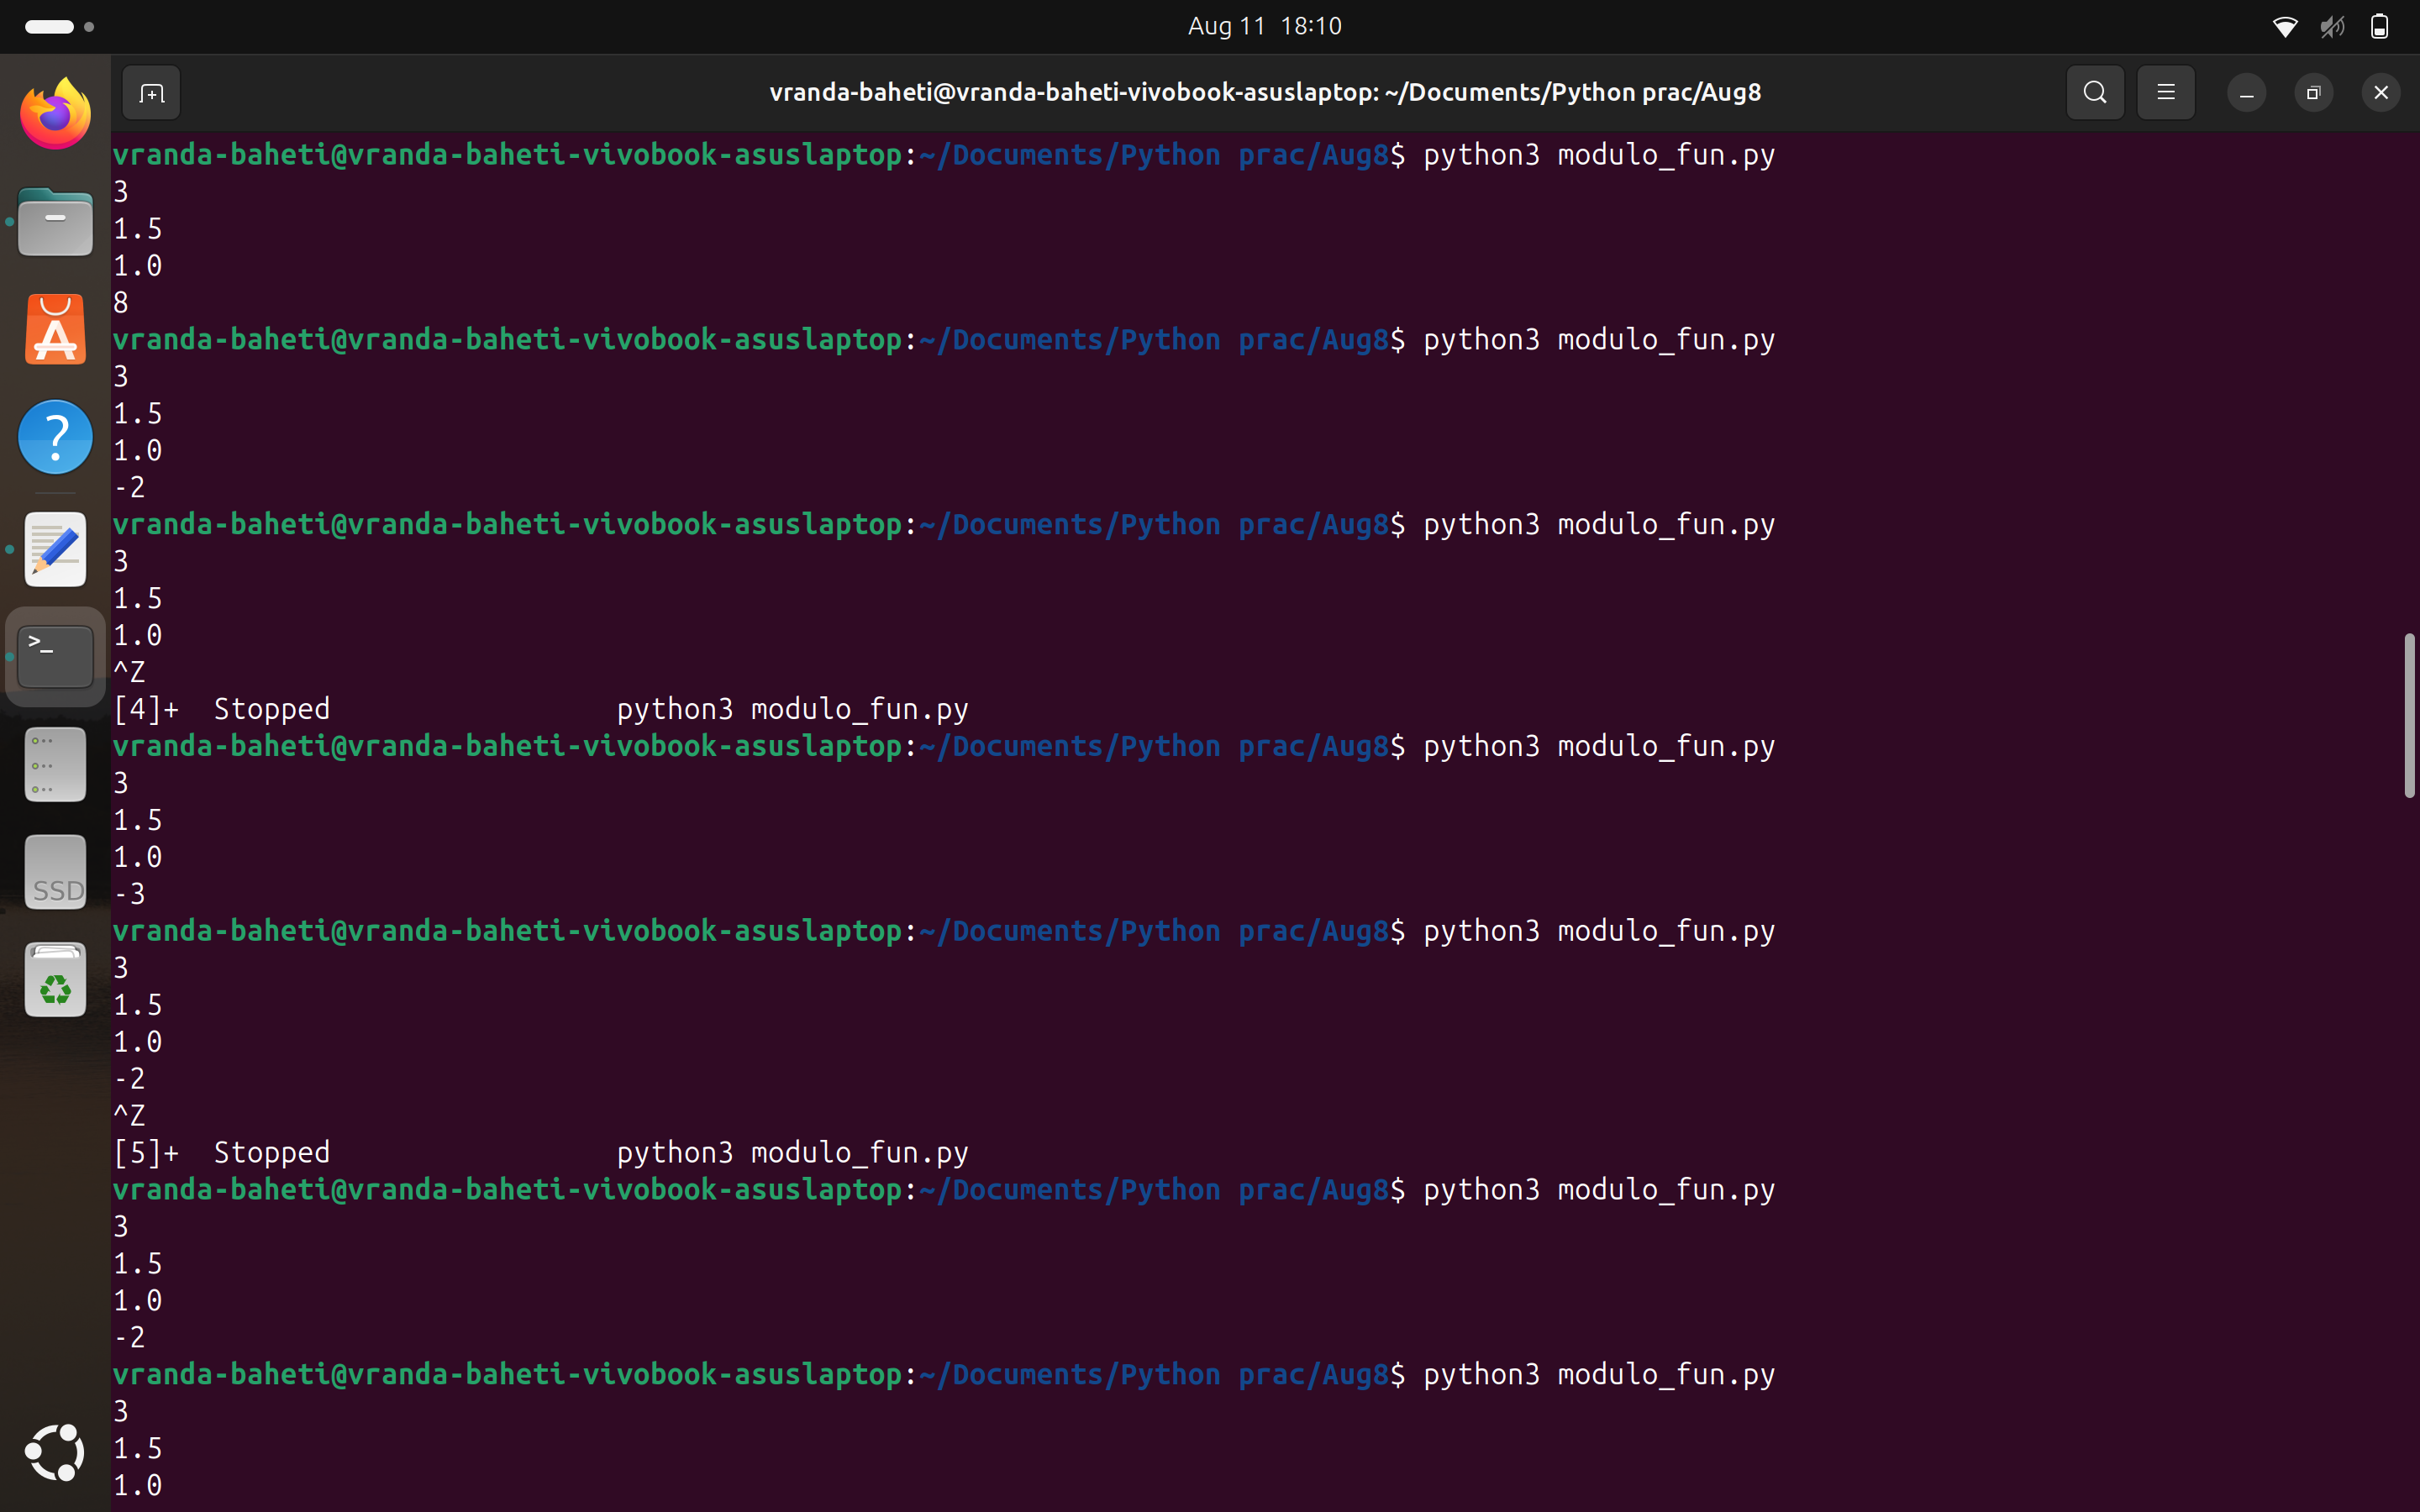 Aug 11 18:10
vranda-baheti@vranda-baheti-vivobook-asuslaptop: ~/Documents/Python prac/Aug8
vranda-baheti@vranda-baheti-vivobook-asuslaptop:~/Documents/Python prac/Aug8$ python3 modulo_fun.py
3
1.5
1.0
8
vranda-baheti@vranda-baheti-vivobook-asuslaptop:~/Documents/Python prac/Aug8$ python3 modulo_fun.py
3
1.5
1.0
-2
vranda-baheti@vranda-baheti-vivobook-asuslaptop:~/Documents/Python prac/Aug8$ python3 modulo_fun.py
3
1.5
1.0
^Z
[4]+  Stopped                 python3 modulo_fun.py
vranda-baheti@vranda-baheti-vivobook-asuslaptop:~/Documents/Python prac/Aug8$ python3 modulo_fun.py
3
1.5
1.0
-3
vranda-baheti@vranda-baheti-vivobook-asuslaptop:~/Documents/Python prac/Aug8$ python3 modulo_fun.py
3
1.5
1.0
-2
^Z
[5]+  Stopped                 python3 modulo_fun.py
vranda-baheti@vranda-baheti-vivobook-asuslaptop:~/Documents/Python prac/Aug8$ python3 modulo_fun.py
3
1.5
1.0
-2
vranda-baheti@vranda-baheti-vivobook-asuslaptop:~/Documents/Python prac/Aug8$ python3 modulo_fun.py
3
1.5
1.0
SSD